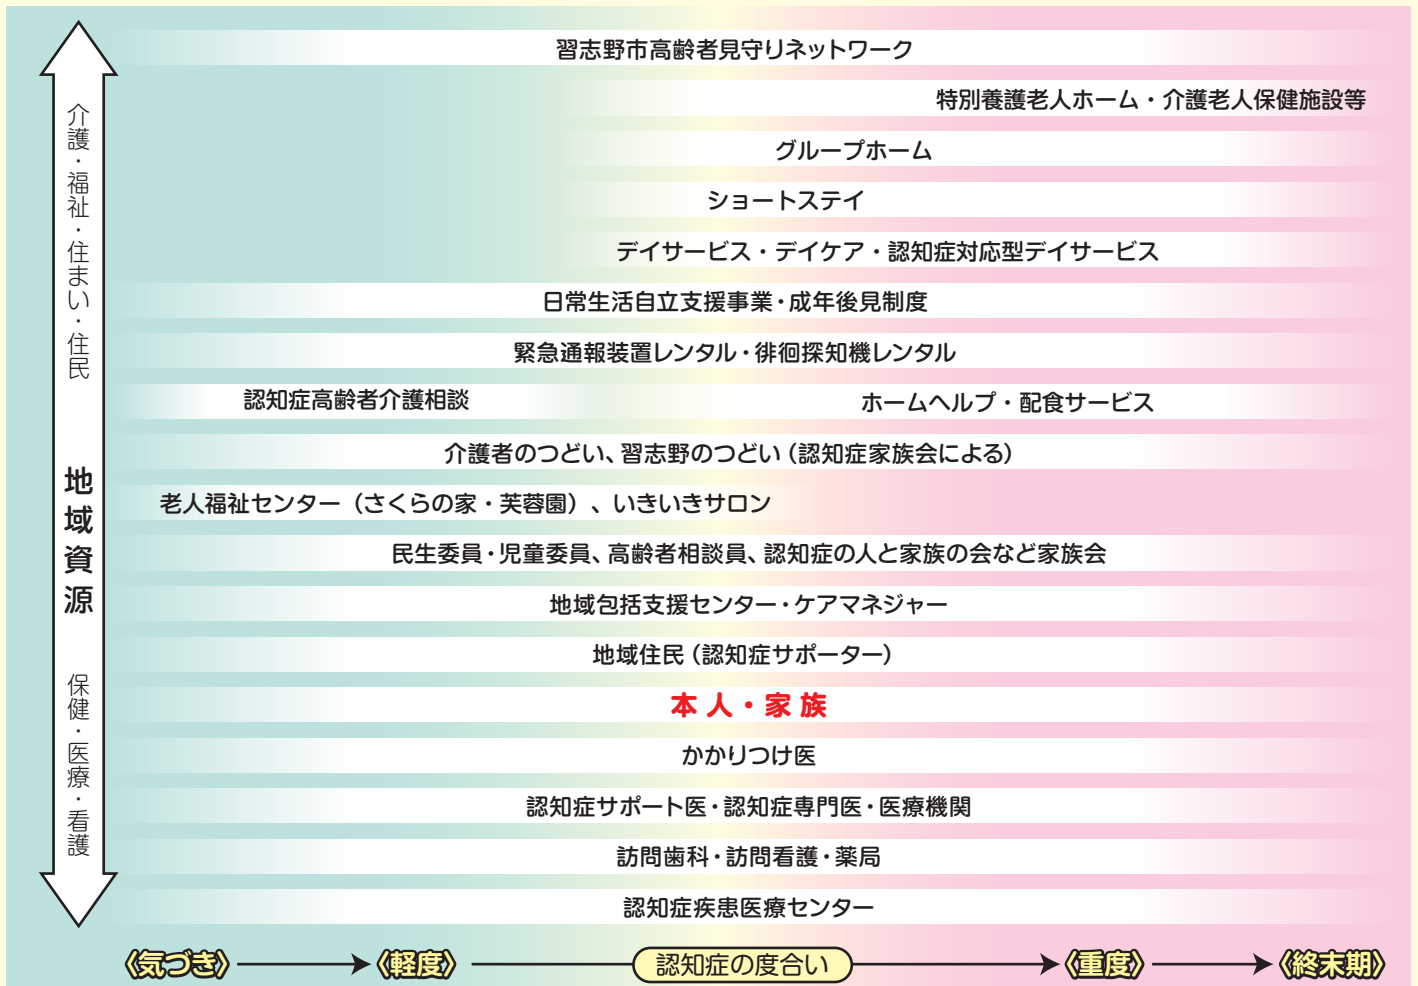 習志野市高齢者見守りネットワーク
特別養護老人ホーム・介護老人保健施設等
グループホーム
ショートステイ
デイサービス・デイケア・認知症対応型デイサービス
日常生活自立支援事業・成年後見制度
緊急通報装置レンタル・徘徊探知機レンタル
認知症高齢者介護相談
ホームヘルプ・配食サービス
介護者のつどい、習志野のつどい（認知症家族会による）
老人福祉センター（さくらの家・芙蓉園）、いきいきサロン
民生委員・児童委員、高齢者相談員、認知症の人と家族の会など家族会
地域包括支援センター・ケアマネジャー
地域住民（認知症サポーター）
本人・家族
かかりつけ医
認知症サポート医・認知症専門医・医療機関
訪問歯科・訪問看護・薬局
認知症疾患医療センター
介護・福祉・住まい・住民
地域資源
保健・医療・看護
《気づき》
《軽度》
認知症の度合い
《重度》
《終末期》